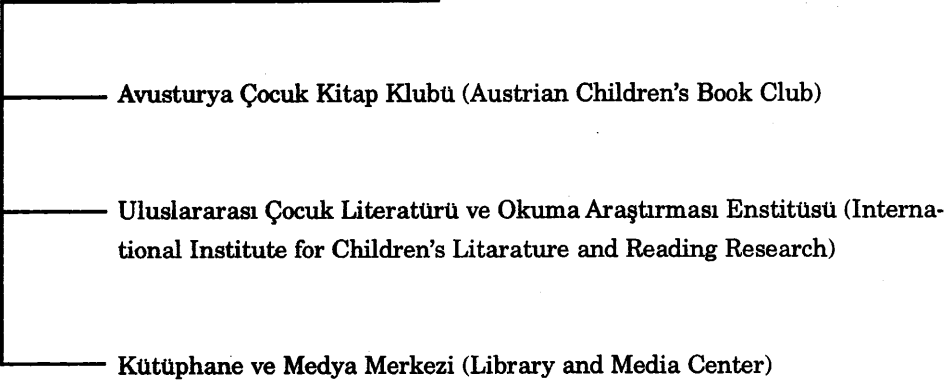 Avusturya Çocuk Kitap Klubü (Austrian Children's Book Club)
Uluslararası Çocuk Literatürü ve Okuma Araştırması Enstitüsü (Interna-
tional Institute for Children's Litarature and Reading Research)
Kütüphane ve Medya Merkezi (Library and Media Center)